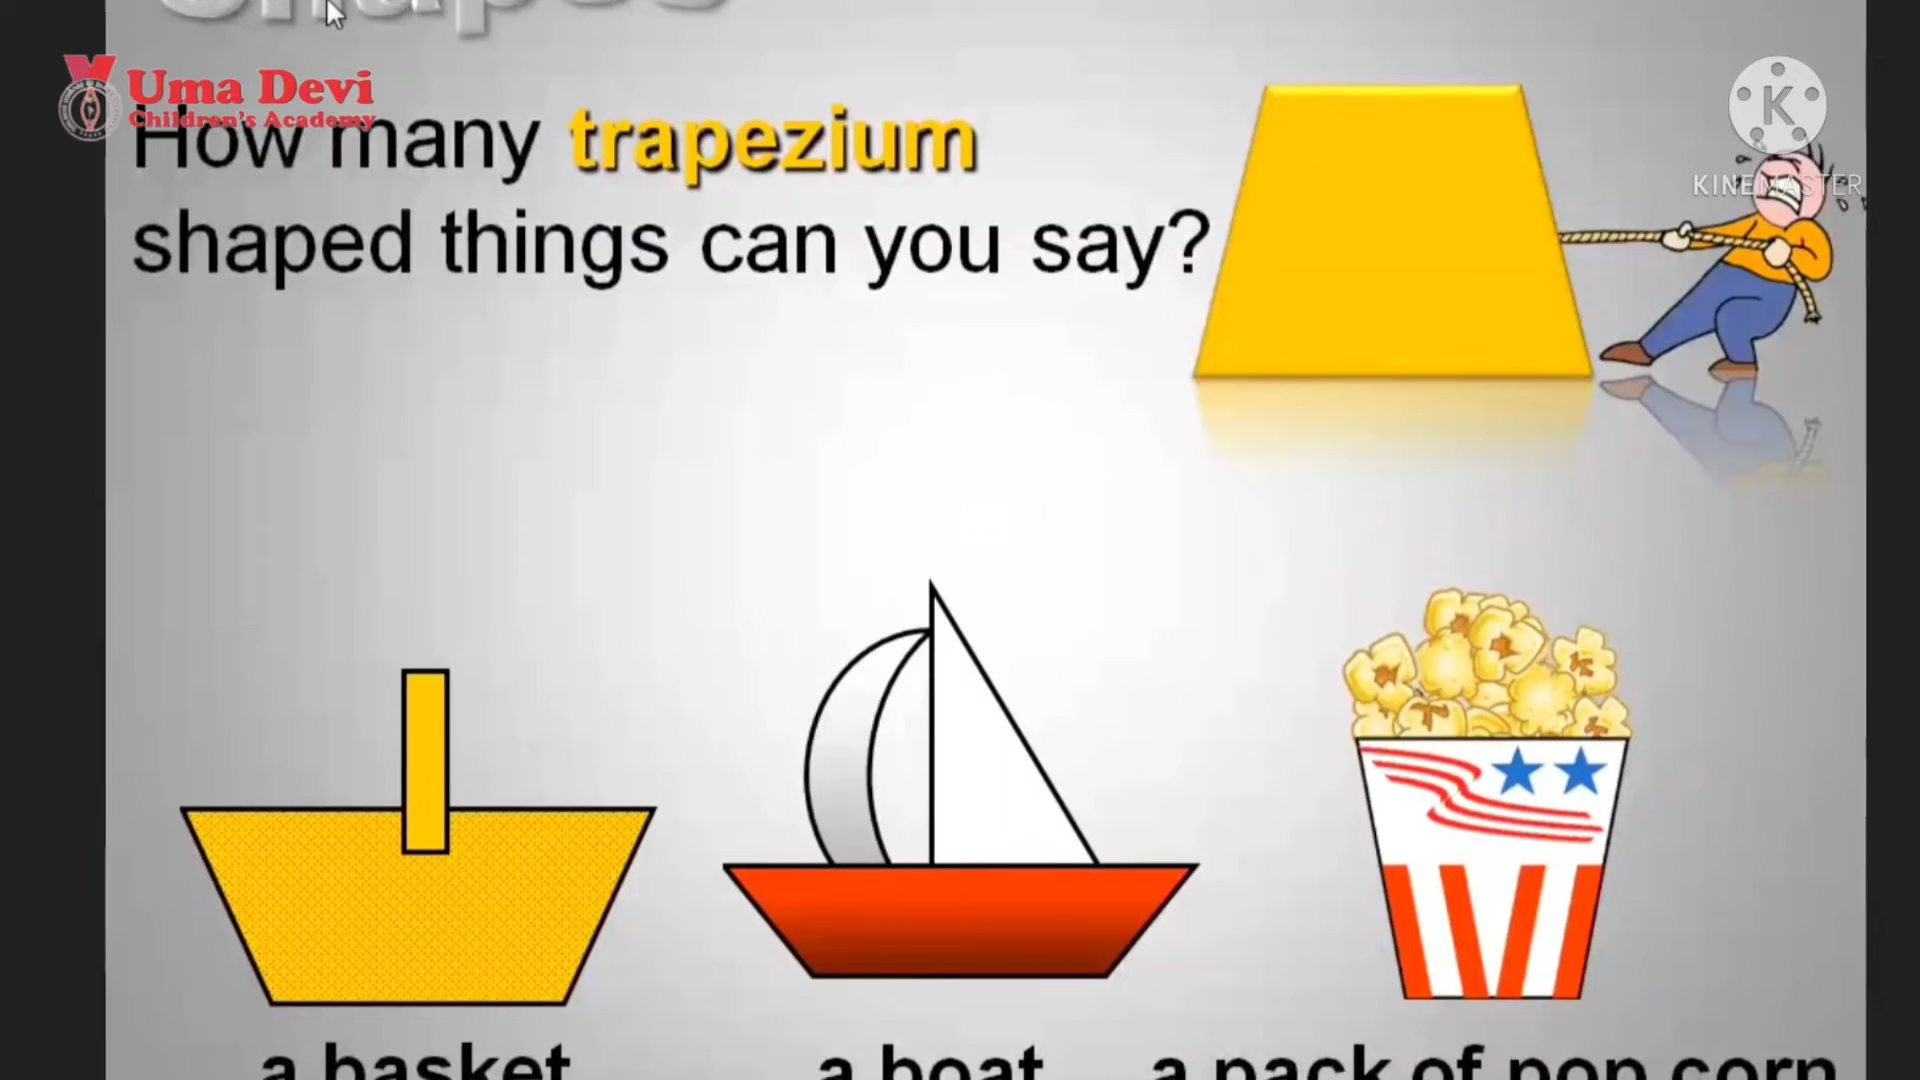 Shapes
Uma Devi
Children's Academy
How many trapezium
shaped things can you say?
K
KINEMASTER
a basket
a boat
a pack of pop corn